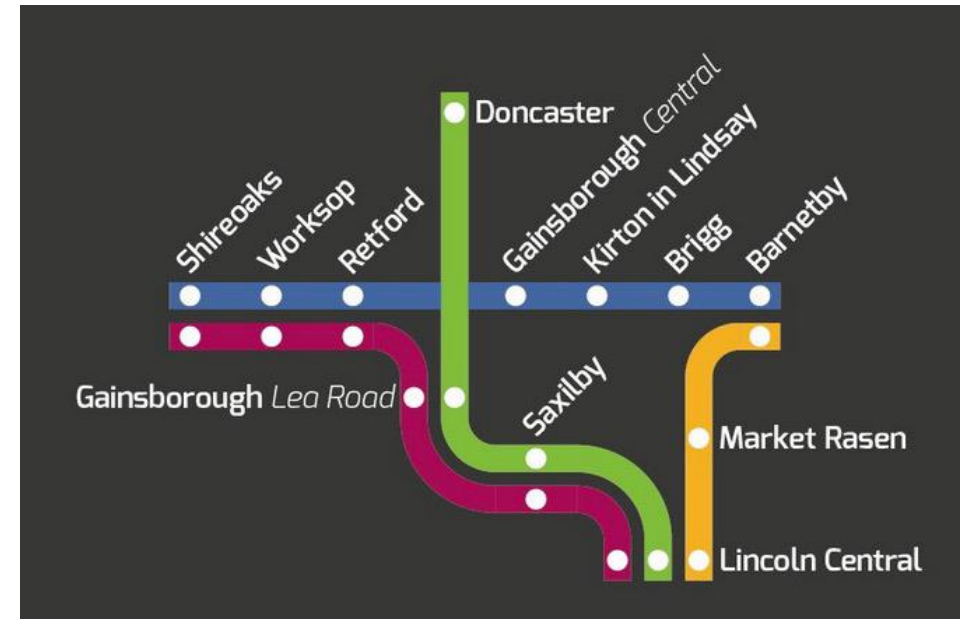 Doncaster
Shireoaks
Worksop
Retford
Gainsborough Central
Kirton in Lindsay
Brigg
Barnetby
Gainsborough Lea Road
Saxilby
Market Rasen
Lincoln Central